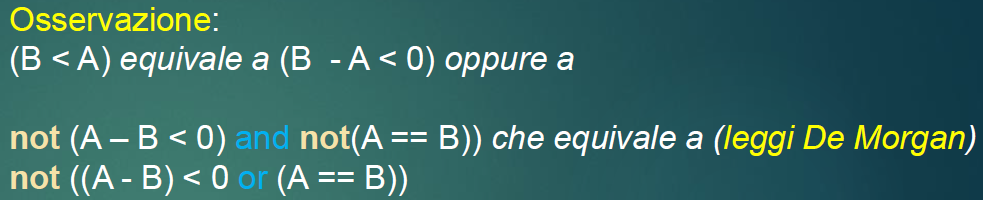 Osservazione:
(B < A) equivale a (B - A < 0) oppure a
not (A – B < 0) and not(A == B)) che equivale a (leggi De Morgan)
not ((A - B) < 0 or (A == B))